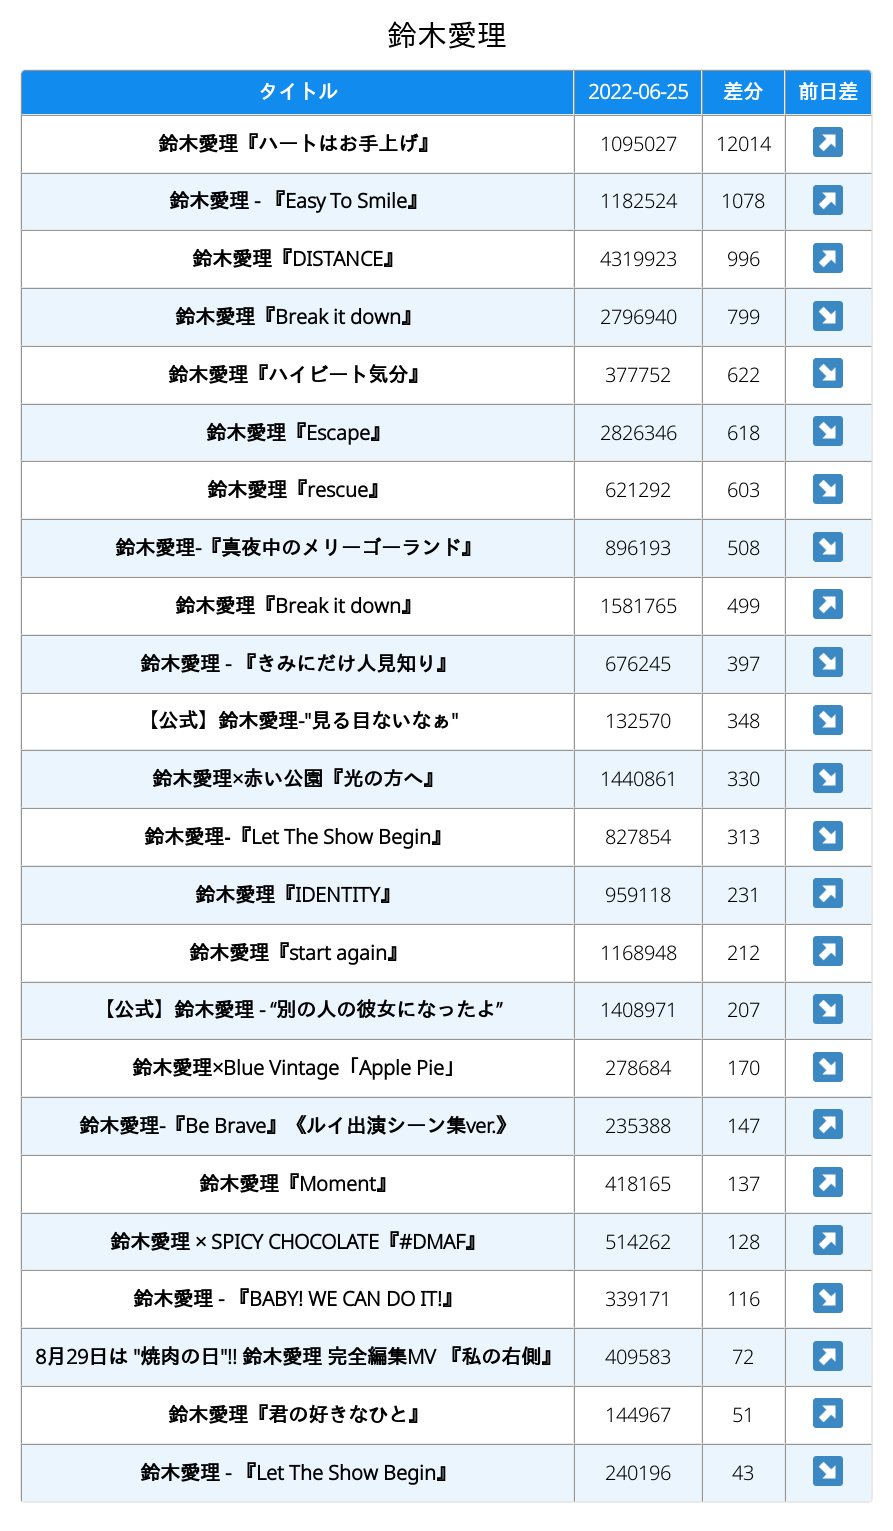 鈴木愛理
タイトル 2022-06-25 差分 前日差
鈴木愛理『ハートはお手上げ』 1095027 12014 ↗
鈴木愛理 - 『Easy To Smile』 1182524 1078 ↗
鈴木愛理『DISTANCE』 4319923 996 ↗
鈴木愛理『Break it down』 2796940 799 ↘
鈴木愛理『ハイビート気分』 377752 622 ↘
鈴木愛理『Escape』 2826346 618 ↘
鈴木愛理『rescue』 621292 603 ↘
鈴木愛理-『真夜中のメリーゴーランド』 896193 508 ↘
鈴木愛理『Break it down』 1581765 499 ↗
鈴木愛理 - 『きみにだけ人見知り』 676245 397 ↘
【公式】鈴木愛理-"見る目ないなぁ" 132570 348 ↘
鈴木愛理×赤い公園『光の方へ』 1440861 330 ↘
鈴木愛理-『Let The Show Begin』 827854 313 ↘
鈴木愛理『IDENTITY』 959118 231 ↗
鈴木愛理『start again』 1168948 212 ↗
【公式】鈴木愛理 - “別の人の彼女になったよ” 1408971 207 ↘
鈴木愛理×Blue Vintage「Apple Pie」 278684 170 ↘
鈴木愛理-『Be Brave』《ルイ出演シーン集ver.》 235388 147 ↗
鈴木愛理『Moment』 418165 137 ↗
鈴木愛理 × SPICY CHOCOLATE『#DMAF』 514262 128 ↗
鈴木愛理 - 『BABY! WE CAN DO IT!』 339171 116 ↘
8月29日は "焼肉の日"!! 鈴木愛理 完全編集MV 『私の右側』 409583 72 ↗
鈴木愛理『君の好きなひと』 144967 51 ↗
鈴木愛理 - 『Let The Show Begin』 240196 43 ↘